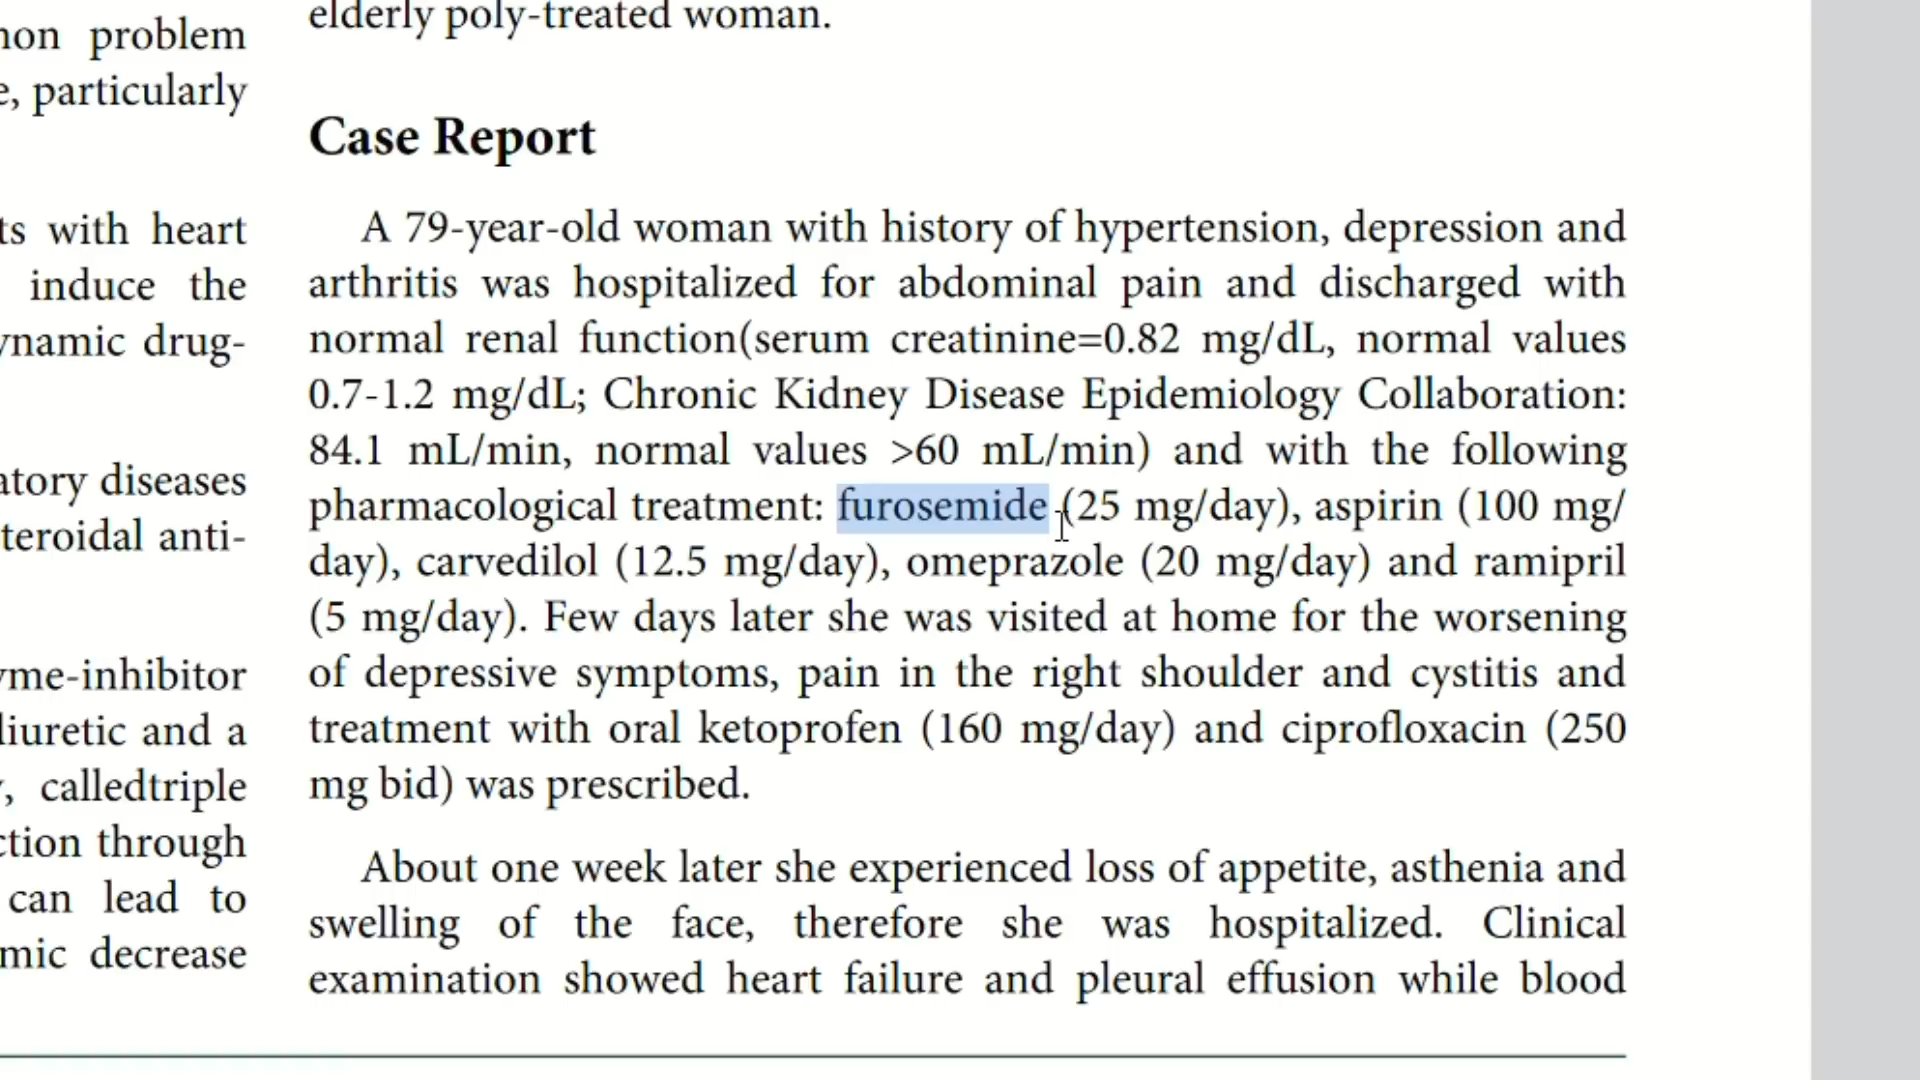 non problem
e, particularly
ts with heart
induce the
ynamic drug-
atory diseases
teroidal anti-
yme-inhibitor
diuretic and a
, calledtriple
ction through
can lead to
mic decrease
elderly poly-treated woman.
Case Report
A 79-year-old woman with history of hypertension, depression and
arthritis was hospitalized for abdominal pain and discharged with
normal renal function(serum creatinine=0.82 mg/dL, normal values
0.7-1.2 mg/dL; Chronic Kidney Disease Epidemiology Collaboration:
84.1 mL/min, normal values >60 mL/min) and with the following
pharmacological treatment: furosemide (25 mg/day), aspirin (100 mg/
day), carvedilol (12.5 mg/day), omeprazole (20 mg/day) and ramipril
(5 mg/day). Few days later she was visited at home for the worsening
of depressive symptoms, pain in the right shoulder and cystitis and
treatment with oral ketoprofen (160 mg/day) and ciprofloxacin (250
mg bid) was prescribed.
About one week later she experienced loss of appetite, asthenia and
swelling of the face, therefore she was hospitalized. Clinical
examination showed heart failure and pleural effusion while blood